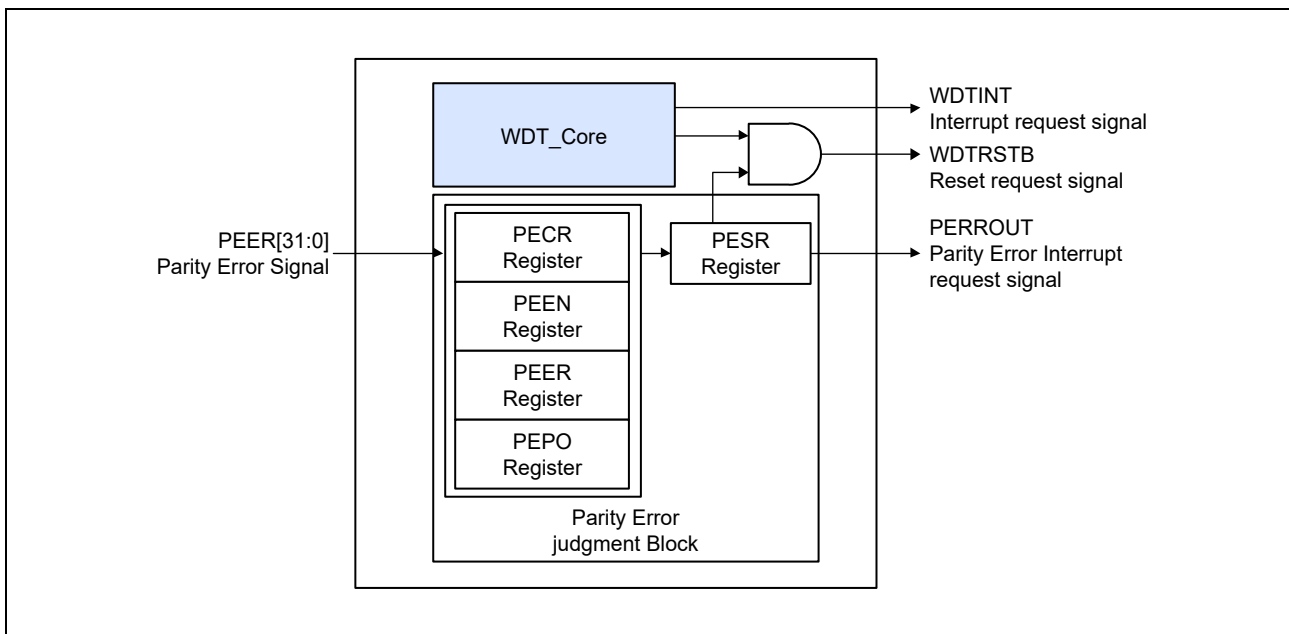 WDT_Core
WDTINT
Interrupt request signal
WDTRSTB
Reset request signal
PEER[31:0]
Parity Error Signal
PECR
Register
PEEN
Register
PEER
Register
PEPO
Register
PESR
Register
PERROUT
Parity Error Interrupt
request signal
Parity Error
judgment Block